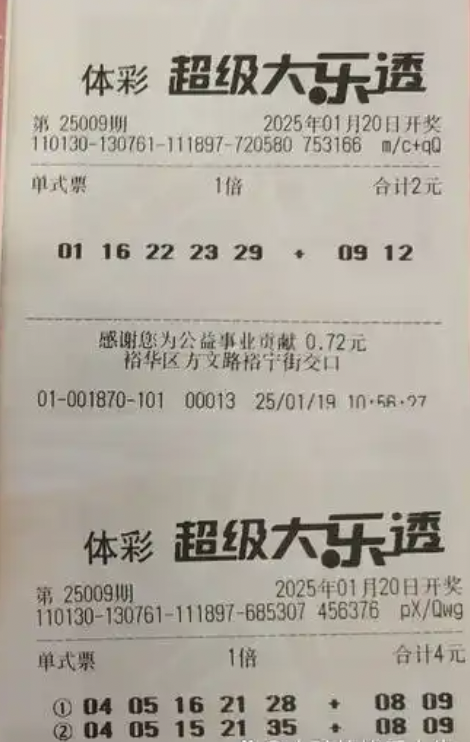 体彩 超级大乐透
第 25009期 2025年01月20日开奖
110130-130761-111897-720580 753166 m/c+qQ
单式票 1倍 合计2元
01 16 22 23 29 + 09 12
感谢您为公益事业贡献 0.72元
裕华区方文路裕宁街交口
01-001870-101 00013 25/01/19 10:56:27
体彩 超级大乐透
第 25009期 2025年01月20日开奖
110130-130761-111897-685307 456376 pX/Qwg
单式票 1倍 合计4元
① 04 05 16 21 28 + 08 09
② 04 05 15 21 35 + 08 09